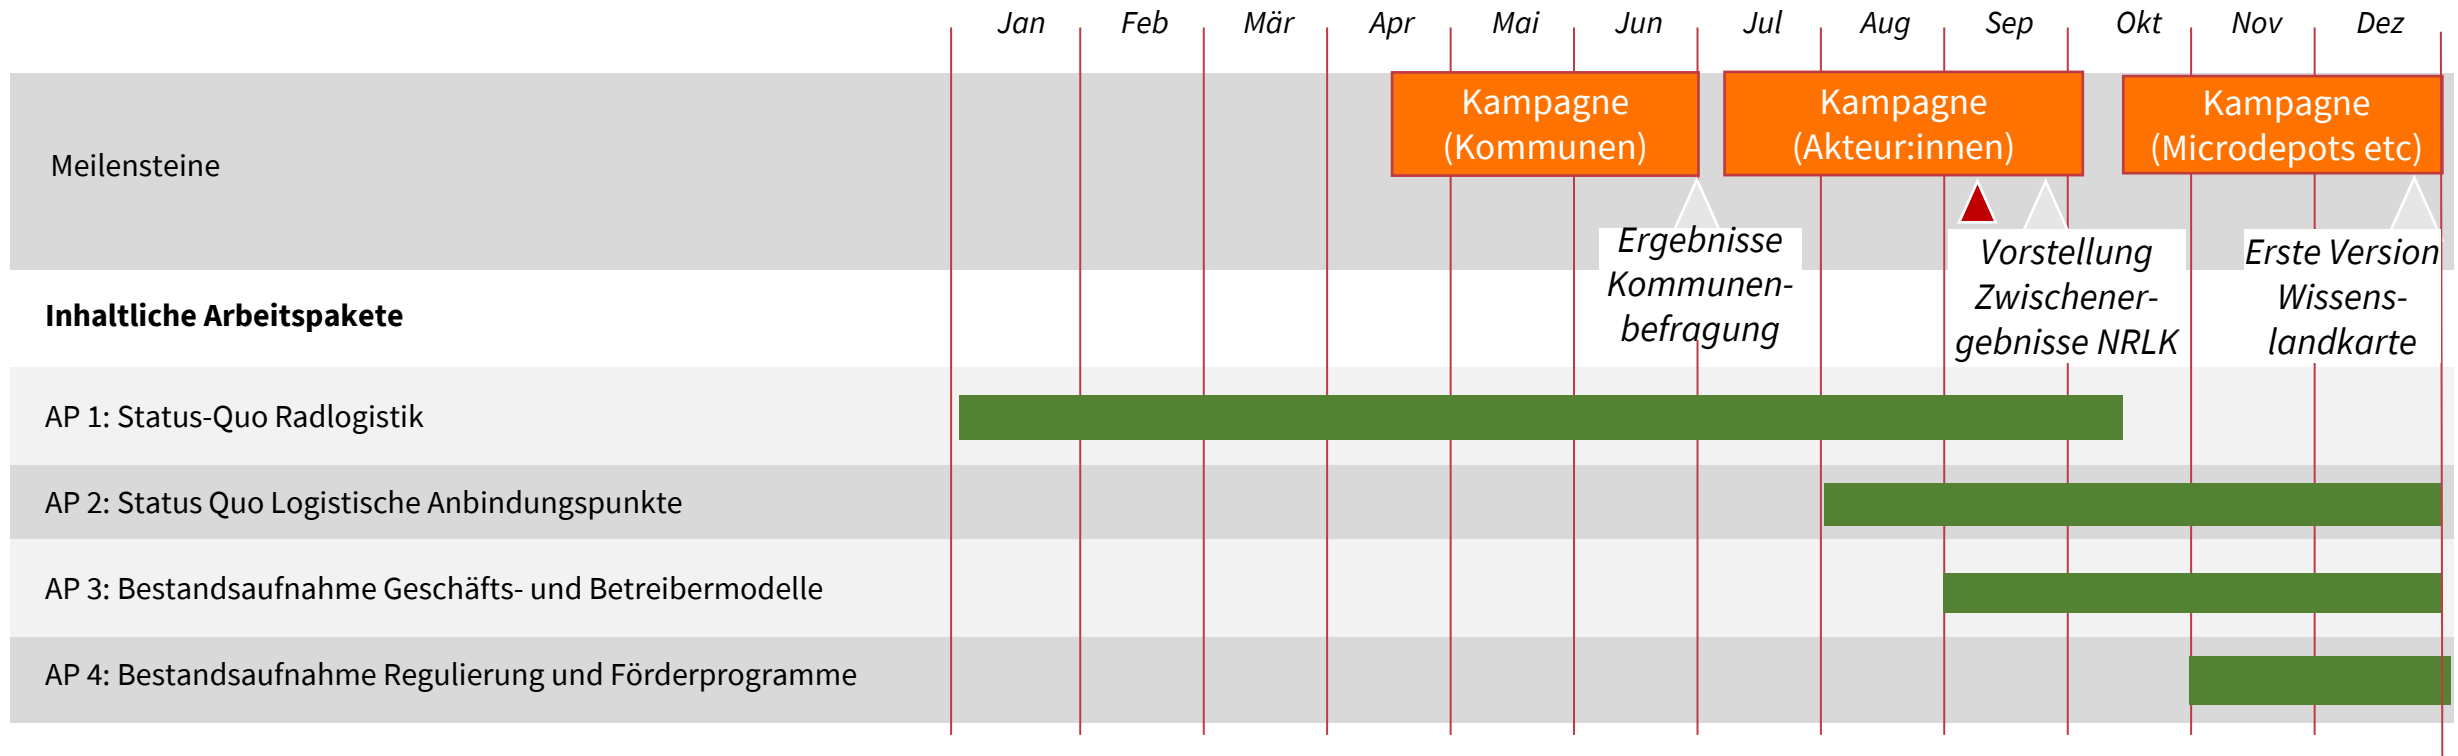 Jan Feb Mär Apr Mai Jun Jul Aug Sep Okt Nov Dez
Meilensteine
Kampagne
(Kommunen)
Kampagne
(Akteur:innen)
Kampagne
(Microdepots etc)
Ergebnisse
Kommunen-
befragung
Vorstellung
Zwischener-
gebnisse NRLK
Erste Version
Wissens-
landkarte
Inhaltliche Arbeitspakete
AP 1: Status-Quo Radlogistik
AP 2: Status Quo Logistische Anbindungspunkte
AP 3: Bestandsaufnahme Geschäfts- und Betreibermodelle
AP 4: Bestandsaufnahme Regulierung und Förderprogramme